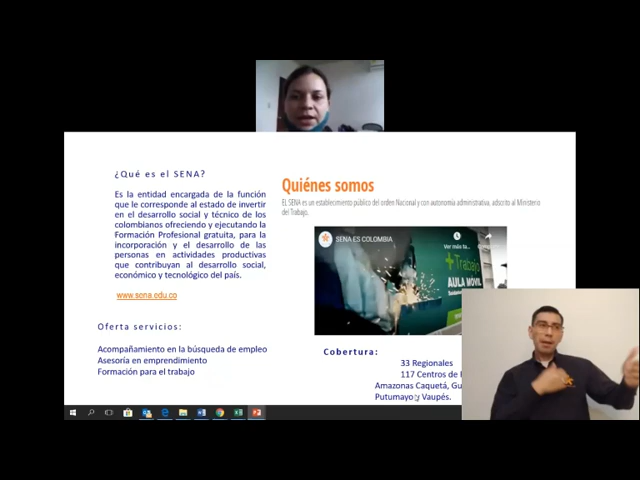 ¿Qué es el SENA?
Es la entidad encargada de la función
que le corresponde al estado de invertir
en el desarrollo social y técnico de los
colombianos ofreciendo y ejecutando la
Formación Profesional gratuita, para la
incorporación y el desarrollo de las
personas en actividades productivas
que contribuyan al desarrollo social,
económico y tecnológico del país.
www.sena.edu.co
Oferta servicios:
Acompañamiento en la búsqueda de empleo
Asesoría en emprendimiento
Formación para el trabajo
Quiénes somos
EL SENA es un establecimiento público del orden Nacional y con autonomía administrativa, adscrito al Ministerio
del Trabajo.
SENA ES COLOMBIA
Ver más
+Trabajo
AULA MÓVIL
Cobertura:
33 Regionales
117 Centros de
Amazonas Caquetá,
Putumayo Vaupés.